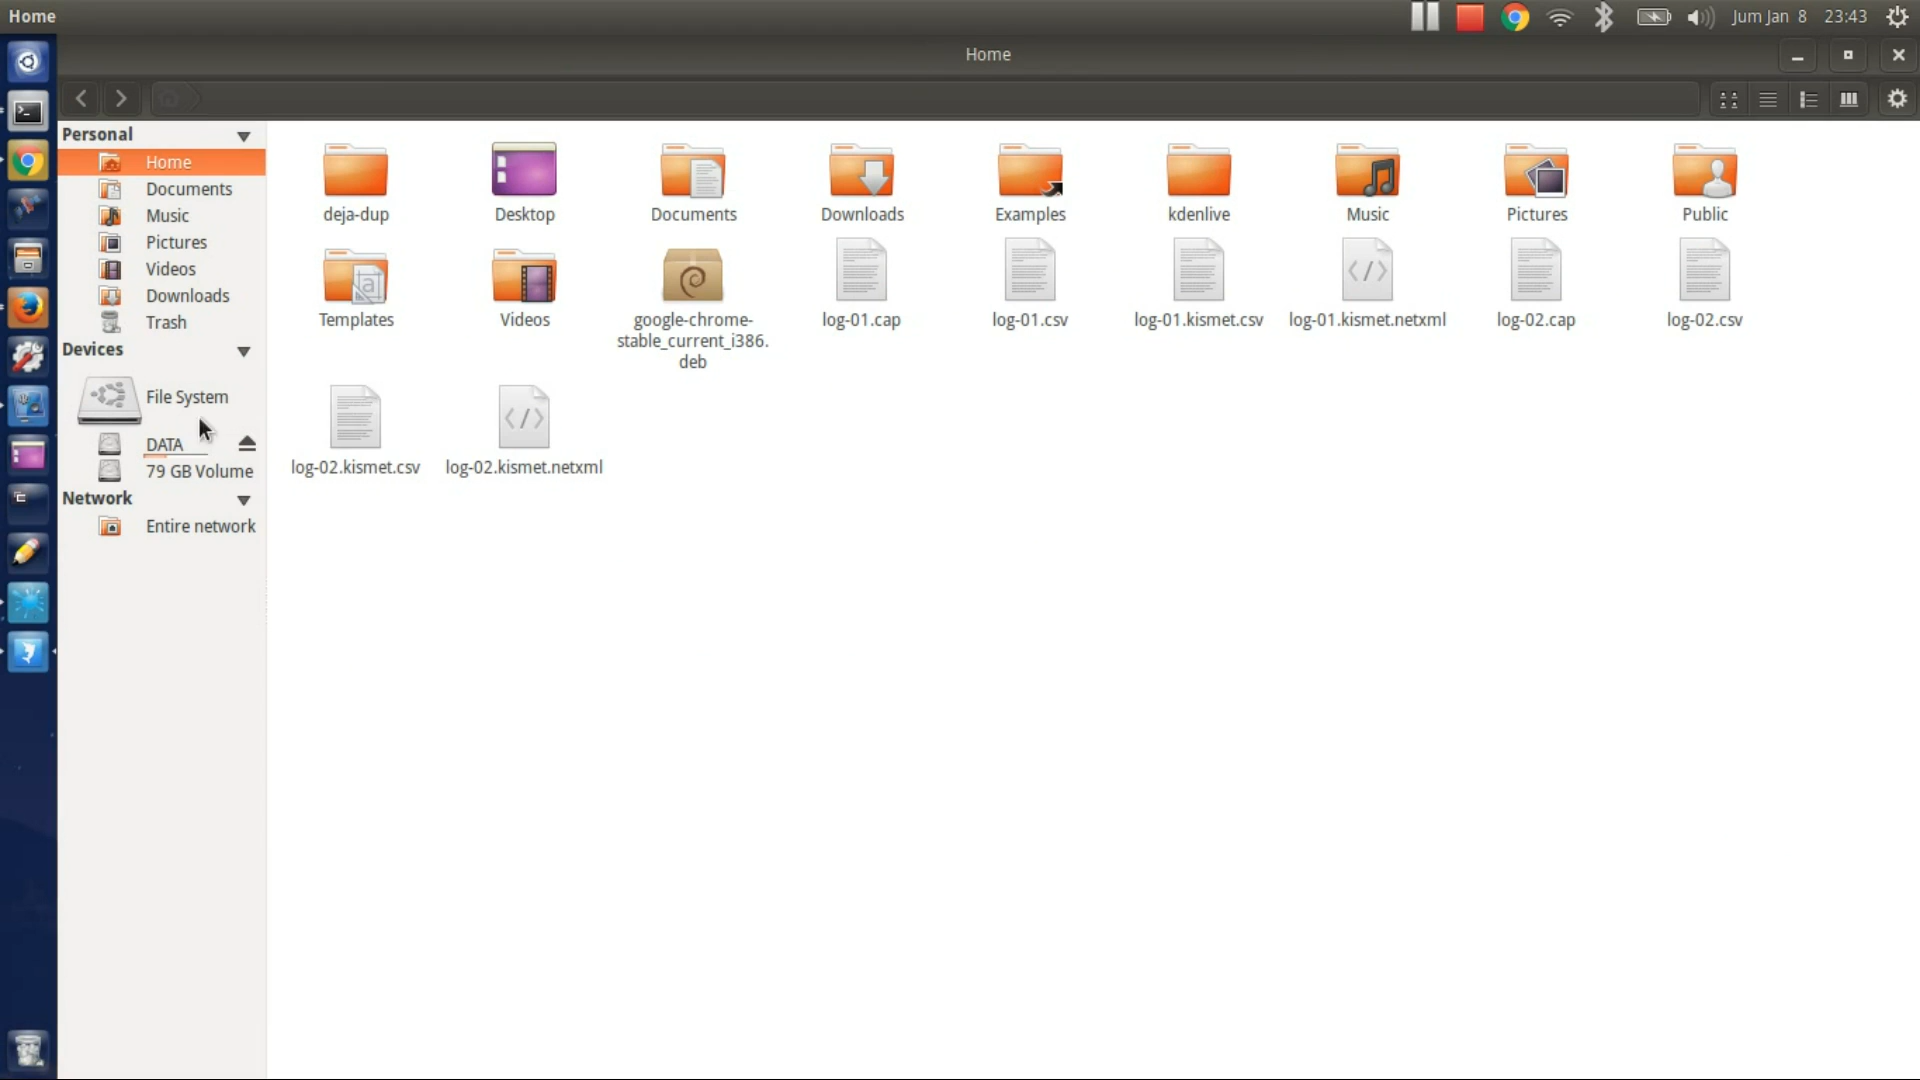 Home
Jum Jan 8 23:43
Home
Personal
Home
Documents
Music
Pictures
Videos
Downloads
Trash
Devices
File System
DATA
79 GB Volume
Network
Entire network
deja-dup
Desktop
Documents
Downloads
Examples
kdenlive
Music
Pictures
Public
Templates
Videos
google-chrome-
stable_current_i386.
deb
log-01.cap
log-01.csv
log-01.kismet.csv
log-01.kismet.netxml
log-02.cap
log-02.csv
log-02.kismet.csv
log-02.kismet.netxml